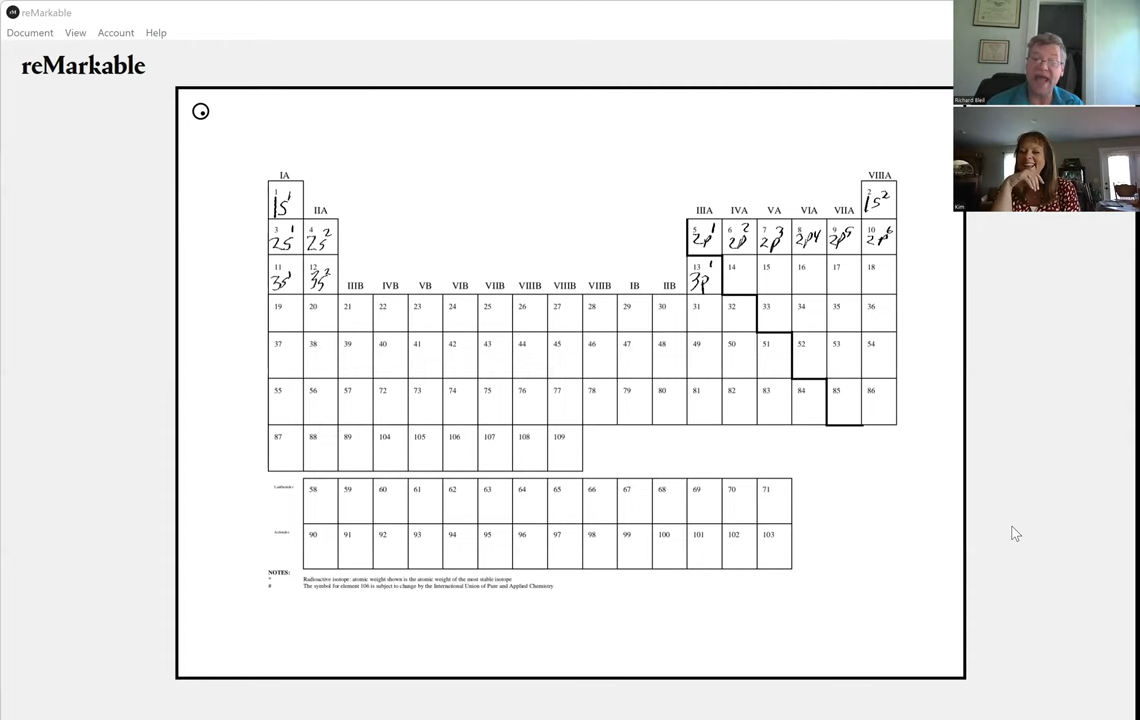 reMarkable
Document View Account Help
reMarkable
Richard Bleil
Kim
IA VIIIA
1 1s¹ 2 1s²
IIA IIIA IVA VA VIA VIIA
3 2s¹ 4 2s² 5 2p¹ 6 2p² 7 2p³ 8 2p4 9 2p⁵ 10 2p⁶
11 3s¹ 12 3s² 13 3p¹ 14 15 16 17 18
IIIB IVB VB VIB VIIB VIIIB VIIIB VIIIB IB IIB
19 20 21 22 23 24 25 26 27 28 29 30 31 32 33 34 35 36
37 38 39 40 41 42 43 44 45 46 47 48 49 50 51 52 53 54
55 56 57 72 73 74 75 76 77 78 79 80 81 82 83 84 85 86
87 88 89 104 105 106 107 108 109
Lanthanides 58 59 60 61 62 63 64 65 66 67 68 69 70 71
Actinides 90 91 92 93 94 95 96 97 98 99 100 101 102 103
NOTES:
* Radioactive isotope: atomic weight shown is the atomic weight of the most stable isotope
# The symbol for element 106 is subject to change by the International Union of Pure and Applied Chemistry